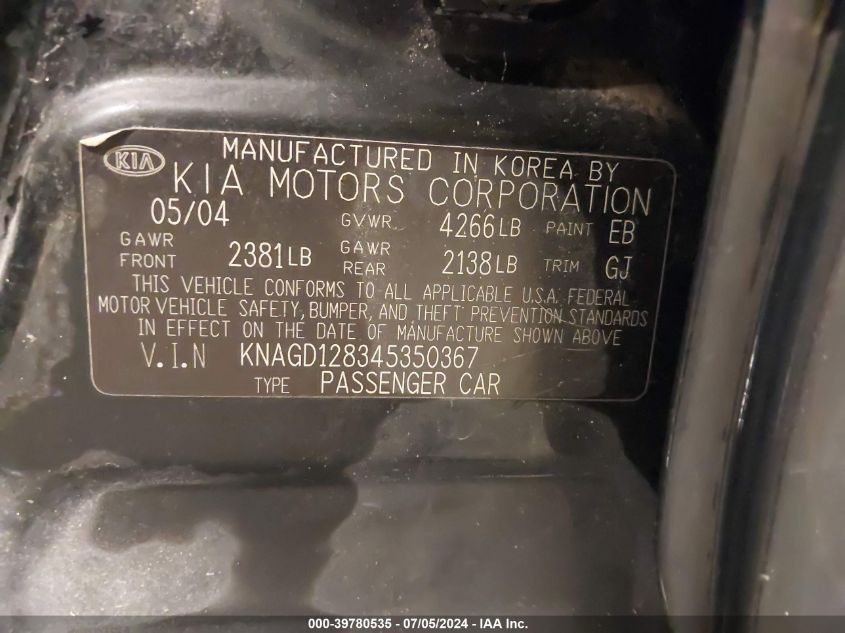 KIA MANUFACTURED IN KOREA BY
KIA MOTORS CORPORATION
05/04 GVWR 4266LB PAINT EB
GAWR FRONT 2381LB GAWR REAR 2138LB TRIM GJ
THIS VEHICLE CONFORMS TO ALL APPLICABLE U.S.A. FEDERAL
MOTOR VEHICLE SAFETY, BUMPER, AND THEFT PREVENTION STANDARDS
IN EFFECT ON THE DATE OF MANUFACTURE SHOWN ABOVE
V.I.N KNAGD128345350367
TYPE PASSENGER CAR
000-39780535 - 07/05/2024 - IAA Inc.